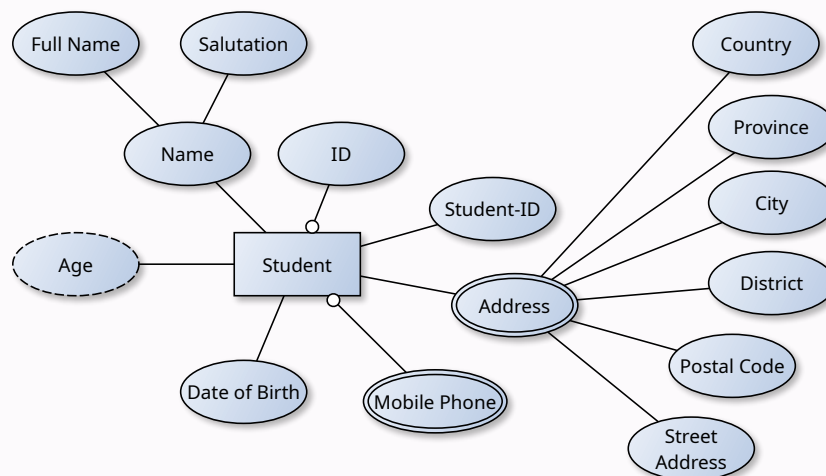 Full Name
Salutation
Country
Province
Name
ID
City
Student-ID
Age
Student
District
Address
Postal Code
Date of Birth
Mobile Phone
Street
Address